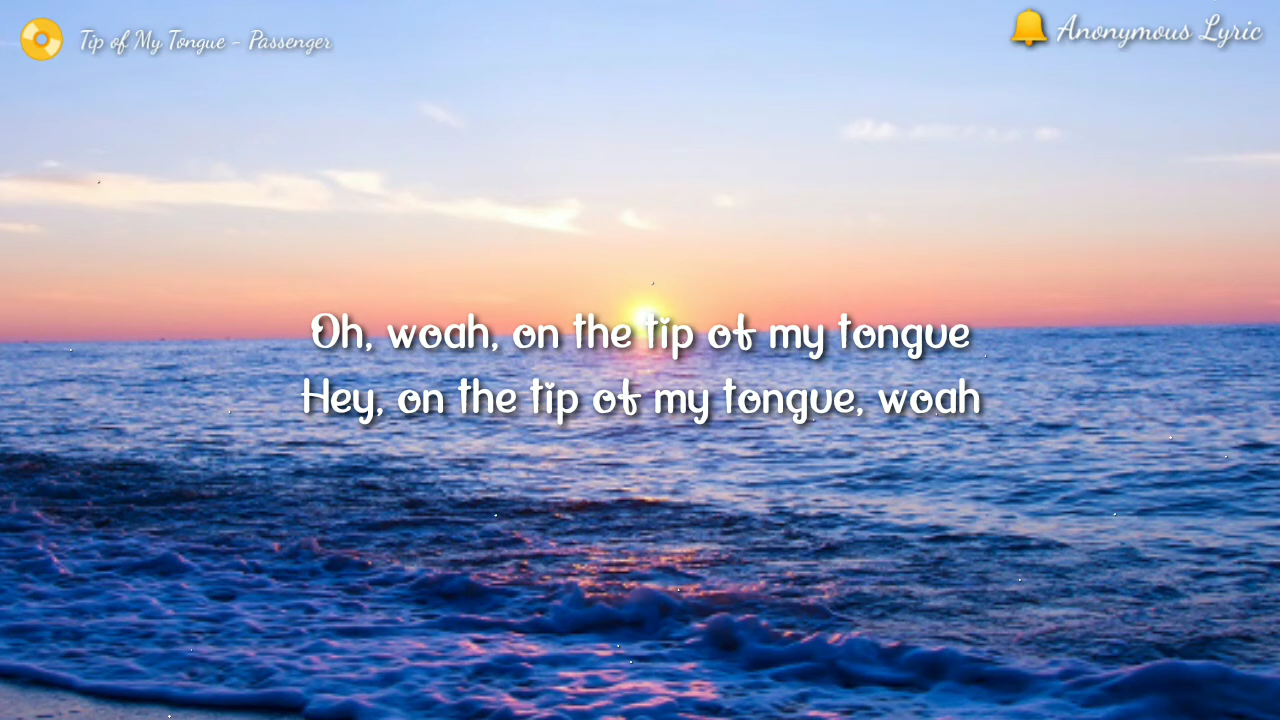 Tip of My Tongue - Passenger
Anonymous Lyric
Oh, woah, on the tip of my tongue
Hey, on the tip of my tongue, woah